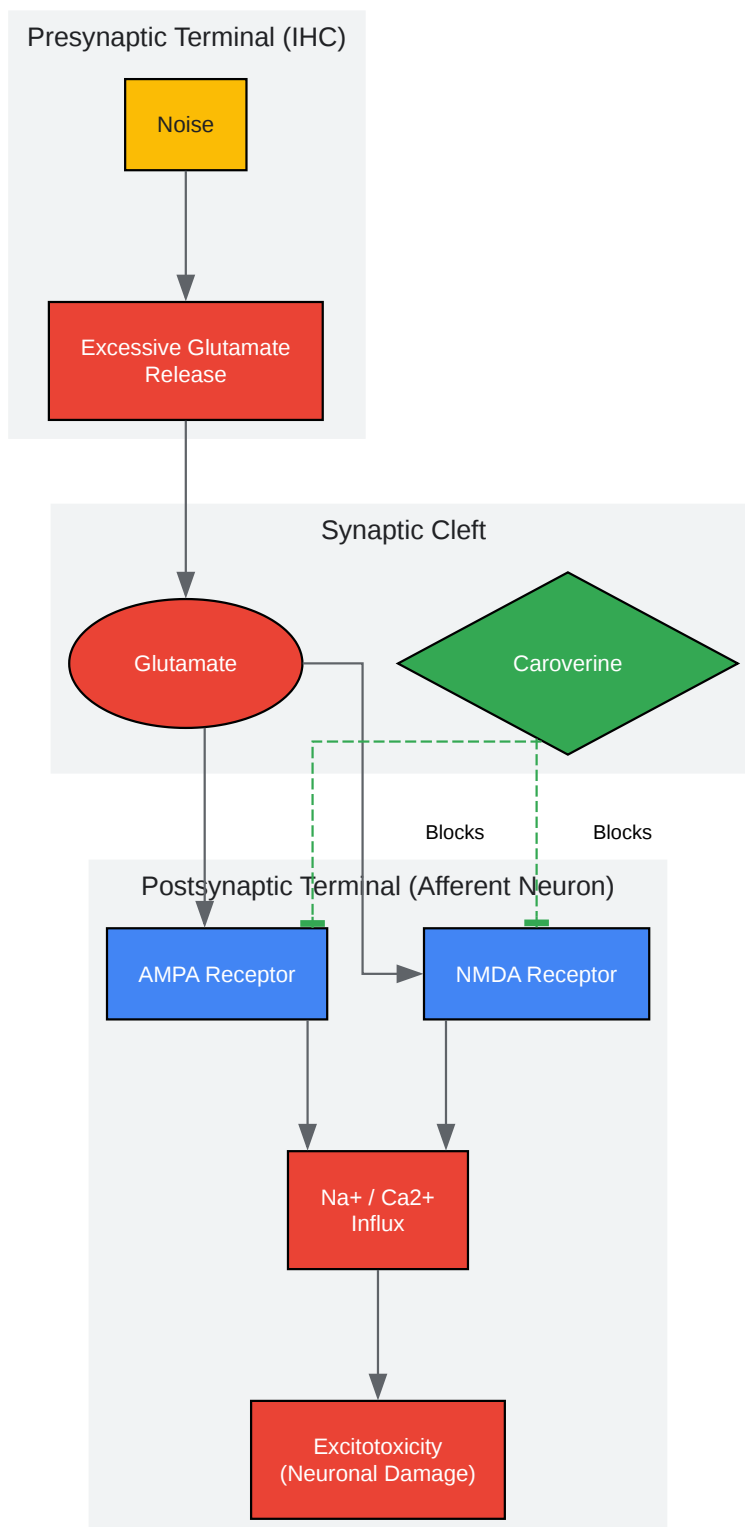 Presynaptic Terminal (IHC)
Noise
Excessive Glutamate
Release
Synaptic Cleft
Glutamate
Caroverine
Blocks
Blocks
Postsynaptic Terminal (Afferent Neuron)
AMPA Receptor
NMDA Receptor
Na+ / Ca2+
Influx
Excitotoxicity
(Neuronal Damage)